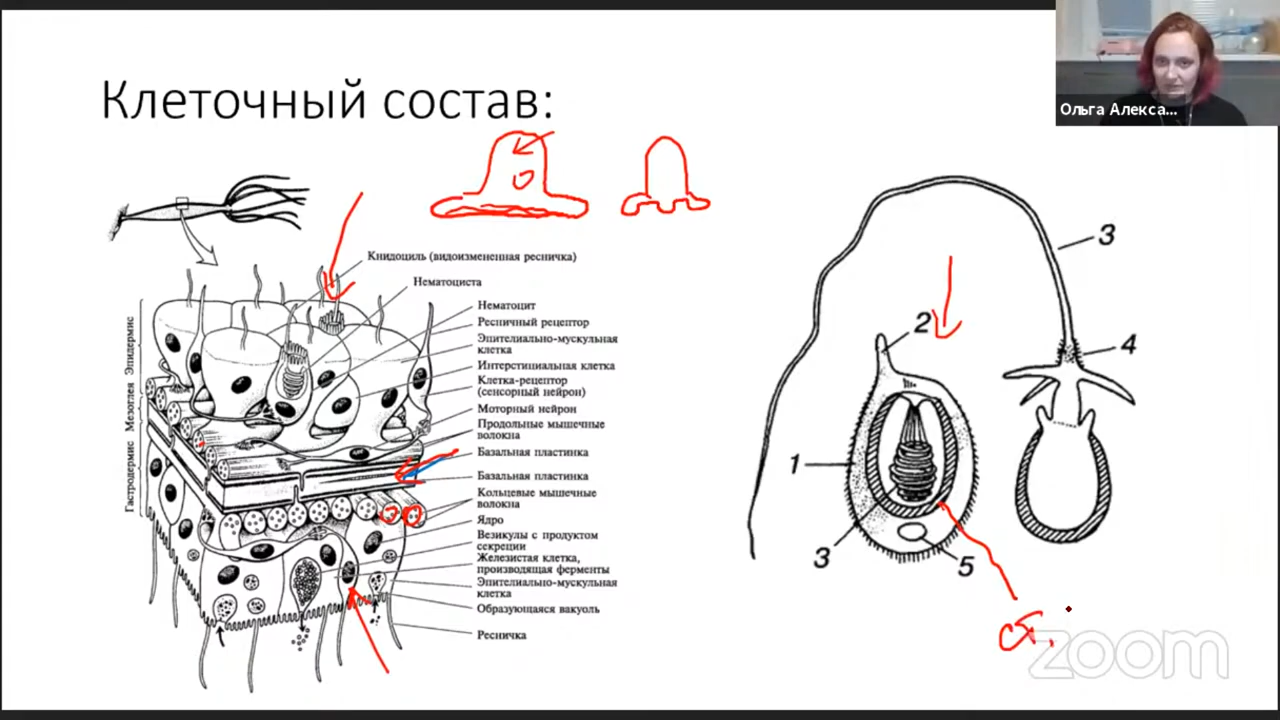 Клеточный состав:
Ольга Алекса...
Книдоциль (видоизмененная ресничка)
Нематоциста
Нематоцит
Ресничный рецептор
Эпителиально-мускульная
клетка
Интерстициальная клетка
Клетка-рецептор
(сенсорный нейрон)
Моторный нейрон
Продольные мышечные
волокна
Базальная пластинка
Базальная пластинка
Кольцевые мышечные
волокна
Ядро
Везикулы с продуктом
секреции
Железистая клетка,
производящая ферменты
Эпителиально-мускульная
клетка
Образующаяся вакуоль
Ресничка
Эпидермис
Мезоглея
Гастродермис
3
2
4
1
3
5
zoom